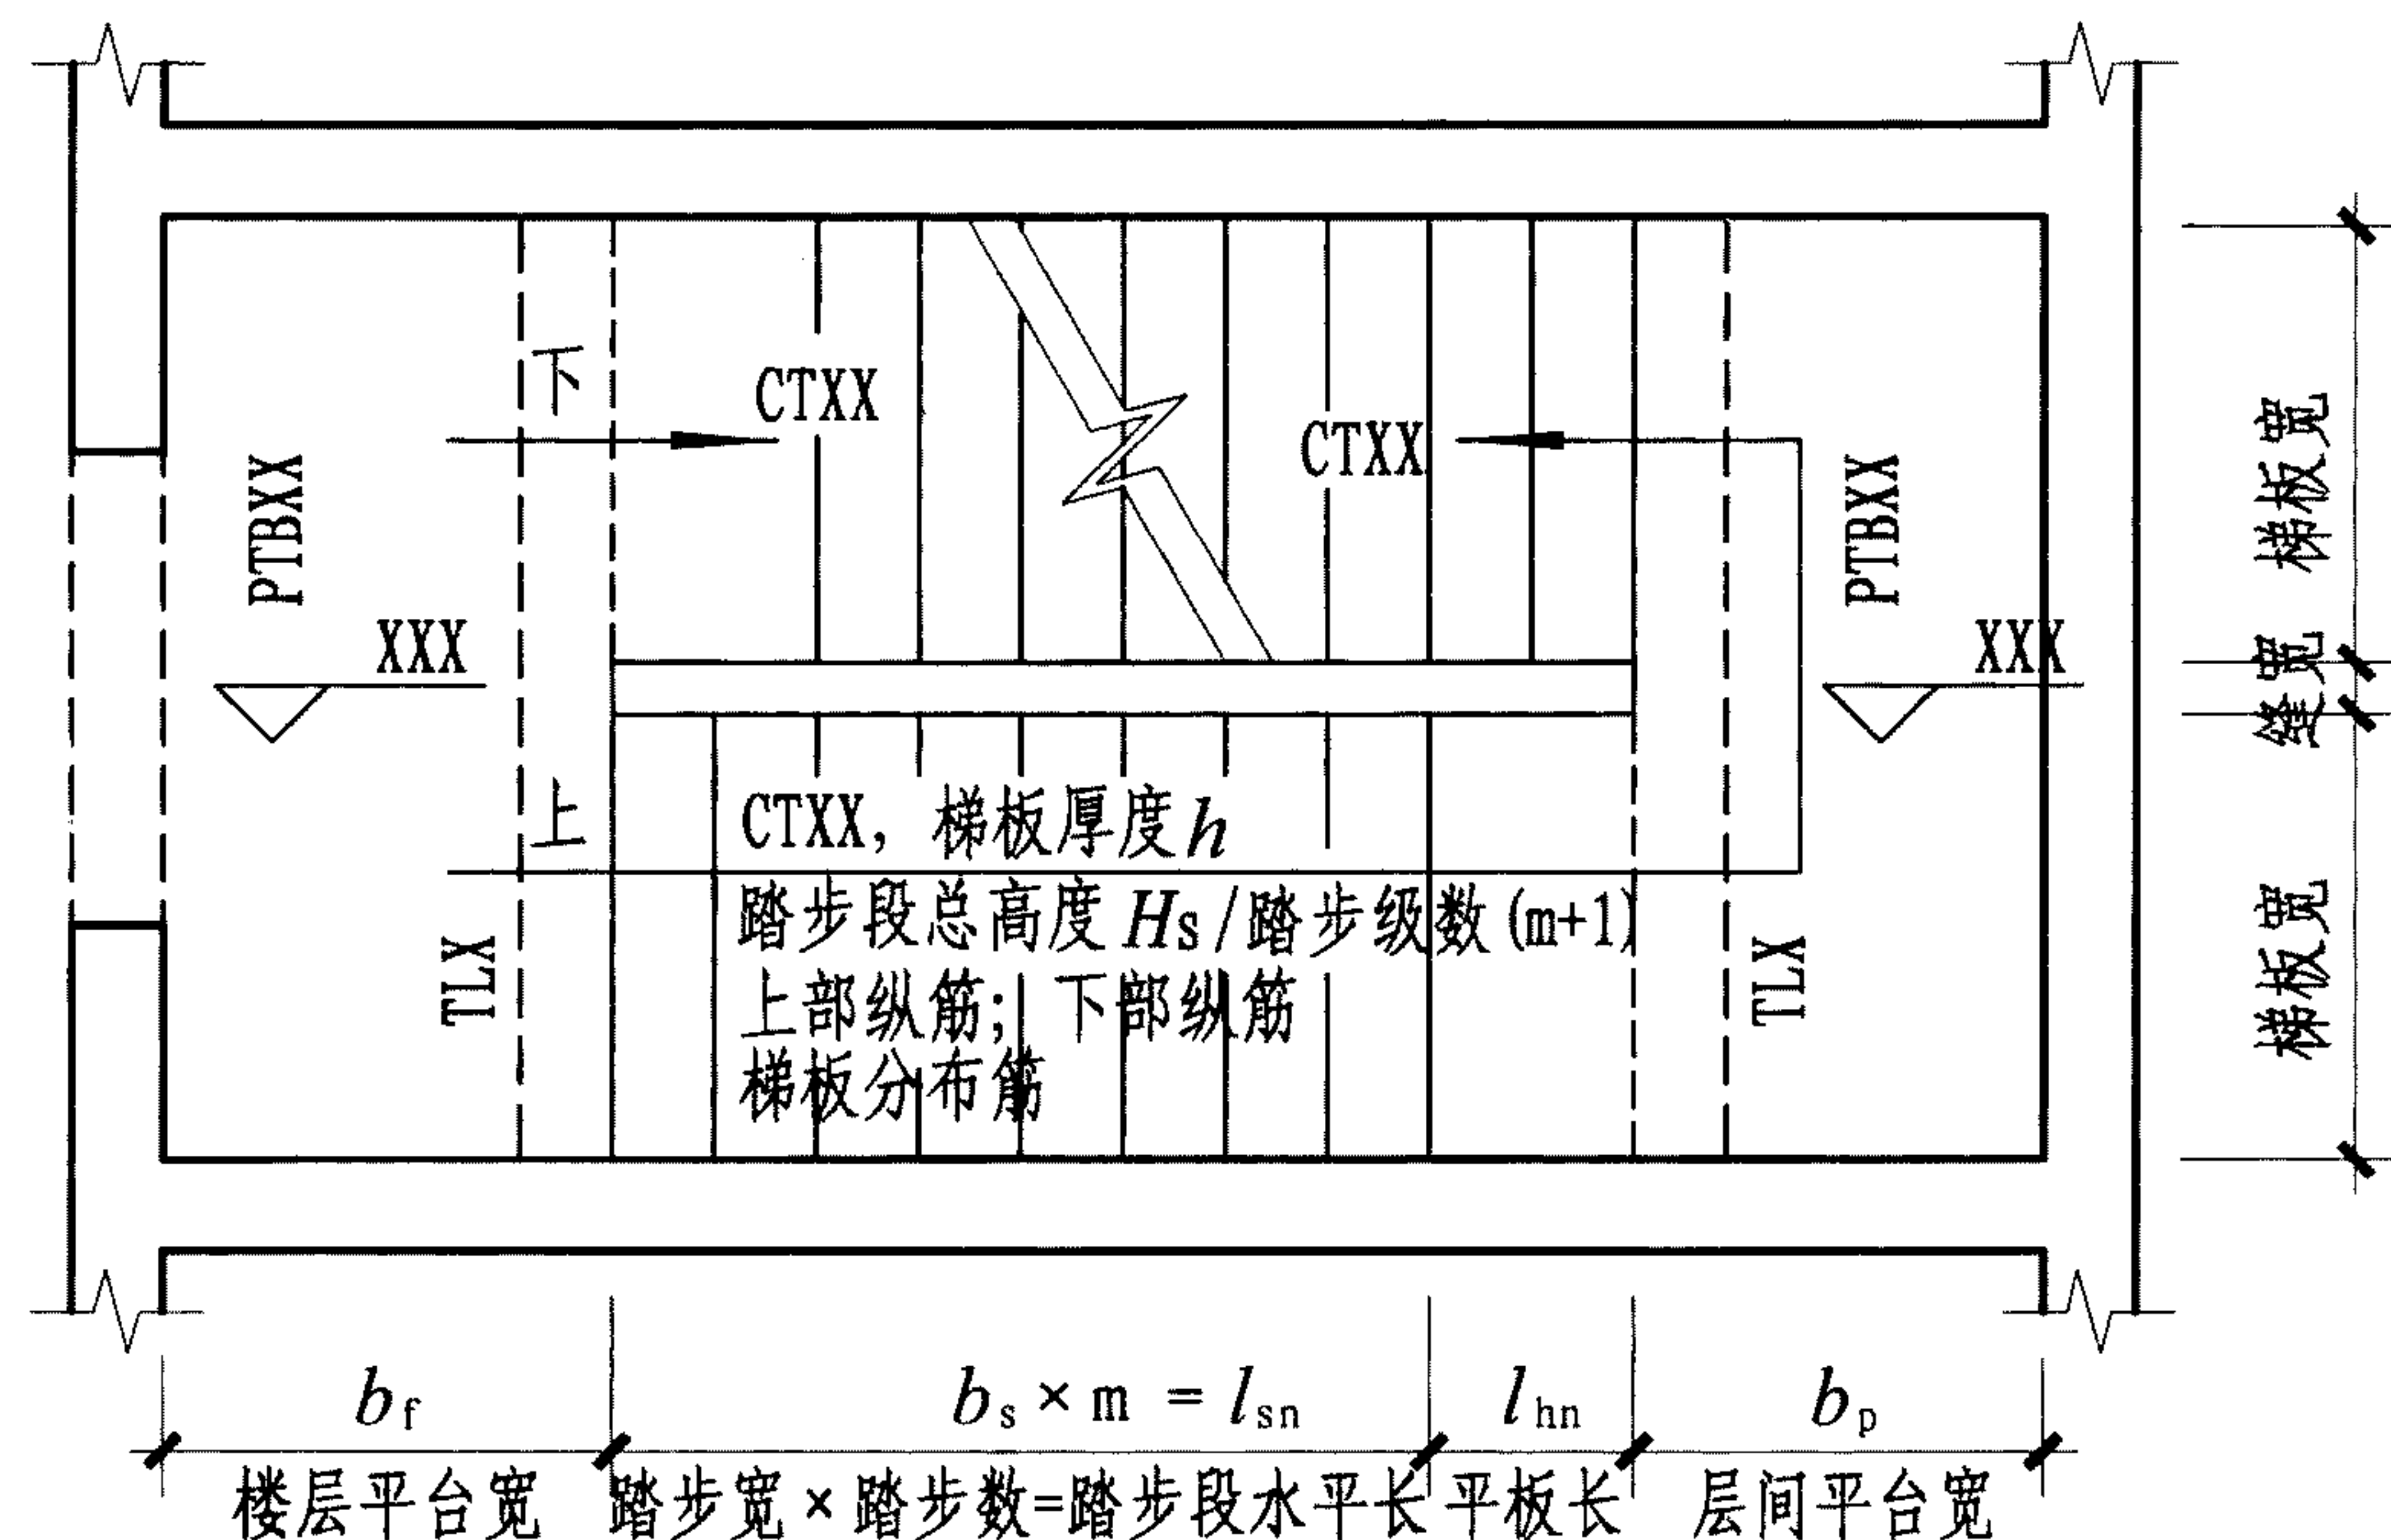 下
CTXX
CTXX
PTBXX
PTBXX
梯板宽
XXX
XXX
缝宽
上
CTXX, 梯板厚度h
踏步段总高度Hs/踏步级数(m+1)
上部纵筋; 下部纵筋
梯板分布筋
TLX
TLX
梯板宽
bf
bs×m=lsn
lhn
bp
楼层平台宽
踏步宽×踏步数=踏步段水平长
平板长
层间平台宽